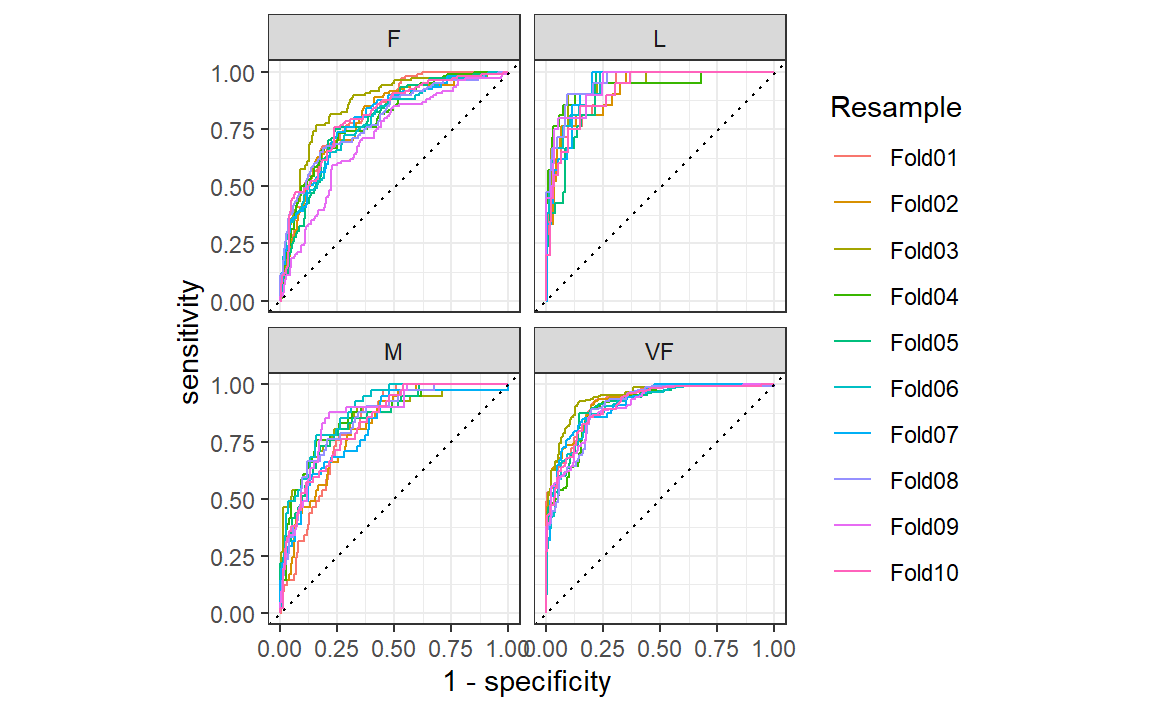 F
L
1.00
0.75
0.50
0.25
0.00
M
VF
1.00
0.75
0.50
0.25
0.00
sensitivity
0.00 0.25 0.50 0.75 1.00
0.00 0.25 0.50 0.75 1.00
1 - specificity
Resample
Fold01
Fold02
Fold03
Fold04
Fold05
Fold06
Fold07
Fold08
Fold09
Fold10